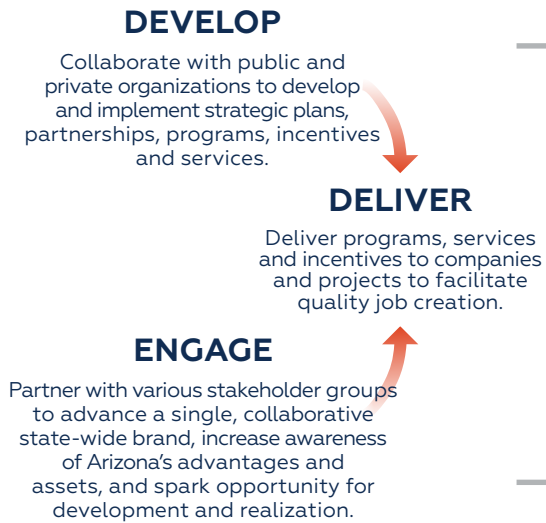 DEVELOP
Collaborate with public and
private organizations to develop
and implement strategic plans,
partnerships, programs, incentives
and services.
DELIVER
Deliver programs, services
and incentives to companies
and projects to facilitate
quality job creation.
ENGAGE
Partner with various stakeholder groups
to advance a single, collaborative
state-wide brand, increase awareness
of Arizona’s advantages and
assets, and spark opportunity for
development and realization.